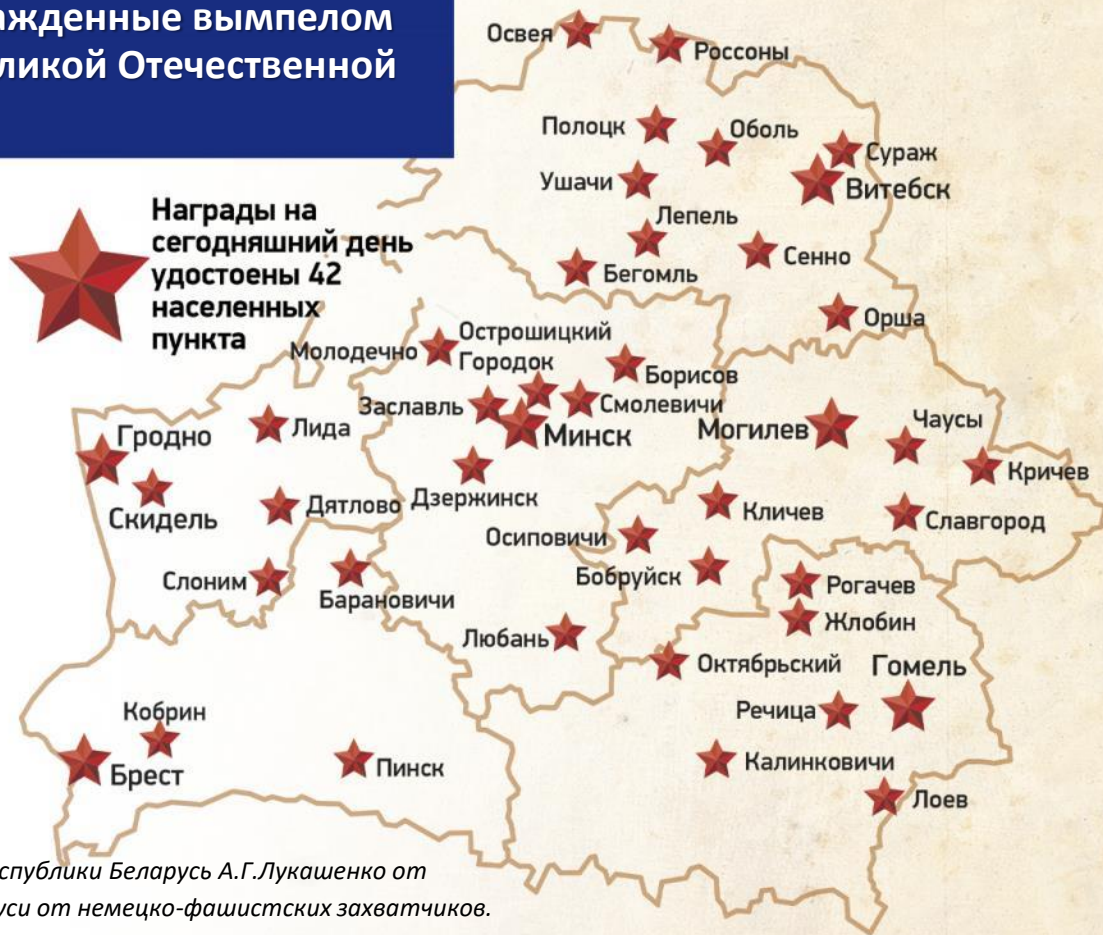 ажденные вымпелом
ликой Отечественной
Награды на
сегодняшний день
удостоены 42
населенных
пункта
Освея
Россоны
Полоцк
Оболь
Сураж
Ушачи
Витебск
Лепель
Сенно
Бегомль
Орша
Острошицкий
Городок
Молодечно
Борисов
Заславль
Смолевичи
Минск
Могилев
Чаусы
Лида
Гродно
Кричев
Дзержинск
Скидель
Дятлово
Кличев
Славгород
Осиповичи
Слоним
Барановичи
Бобруйск
Рогачев
Жлобин
Любань
Октябрьский
Гомель
Кобрин
Речица
Брест
Пинск
Калинковичи
Лоев
спублики Беларусь А.Г.Лукашенко от
уси от немецко-фашистских захватчиков.